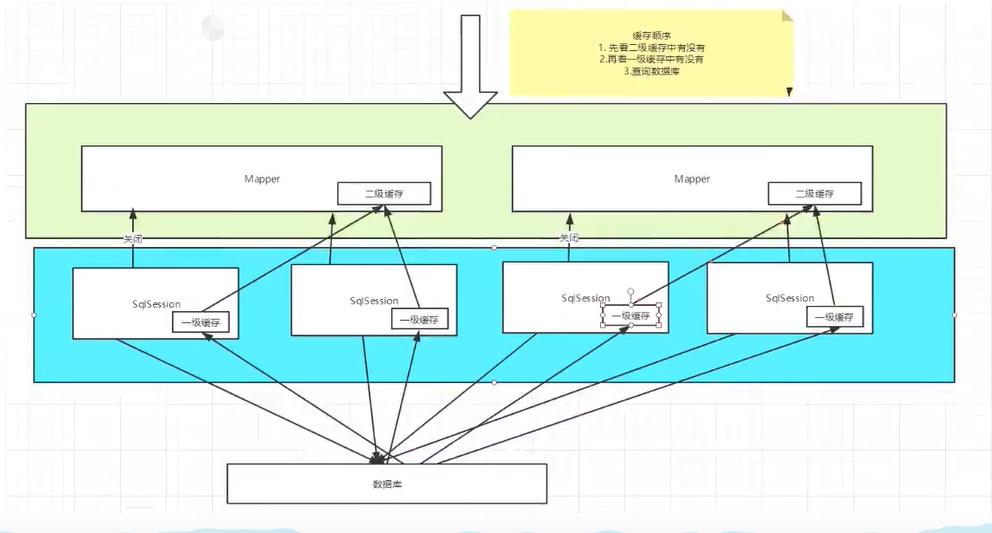 缓存顺序
1. 先看二级缓存中有没有
2.再看一级缓存中有没有
3.查询数据库
Mapper
二级缓存
Mapper
二级缓存
关闭
关闭
SqlSession
一级缓存
SqlSession
一级缓存
SqlSession
一级缓存
SqlSession
一级缓存
数据库